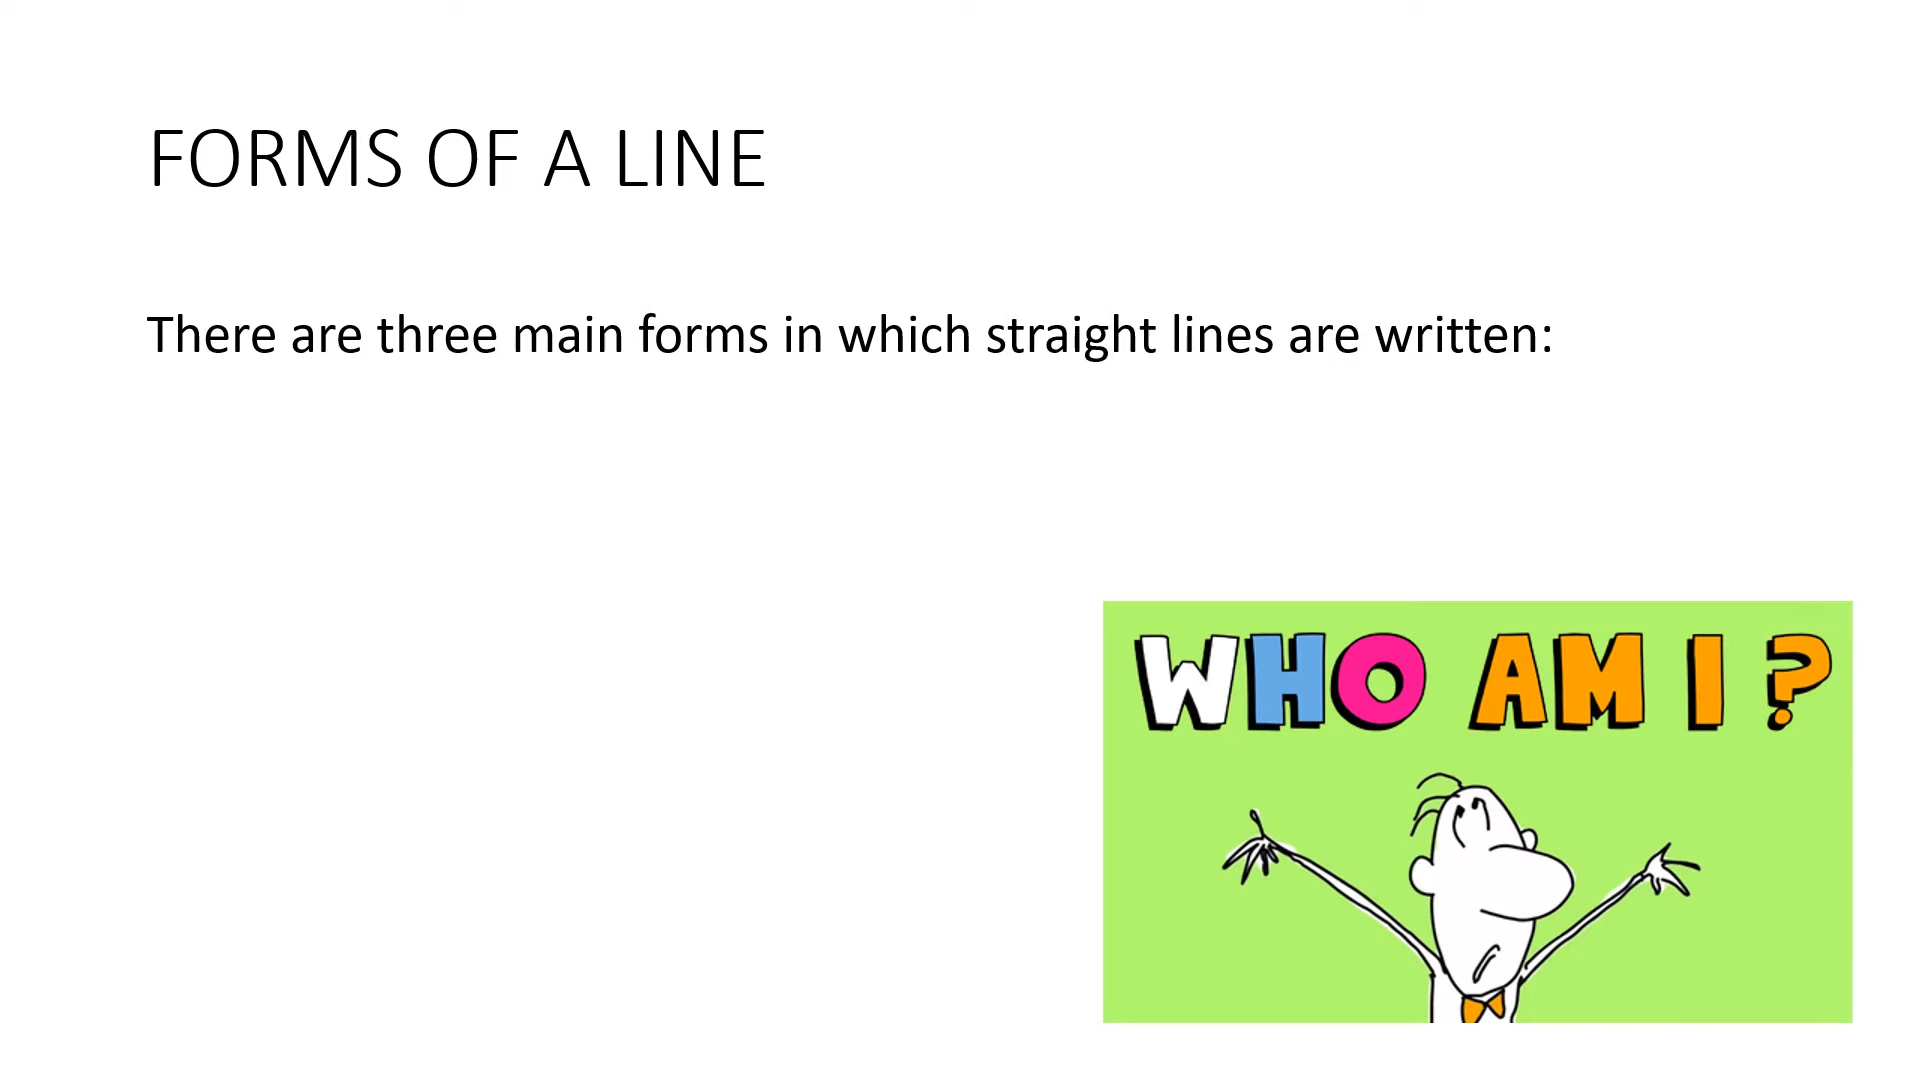 FORMS OF A LINE
There are three main forms in which straight lines are written:
WHO AM I ?